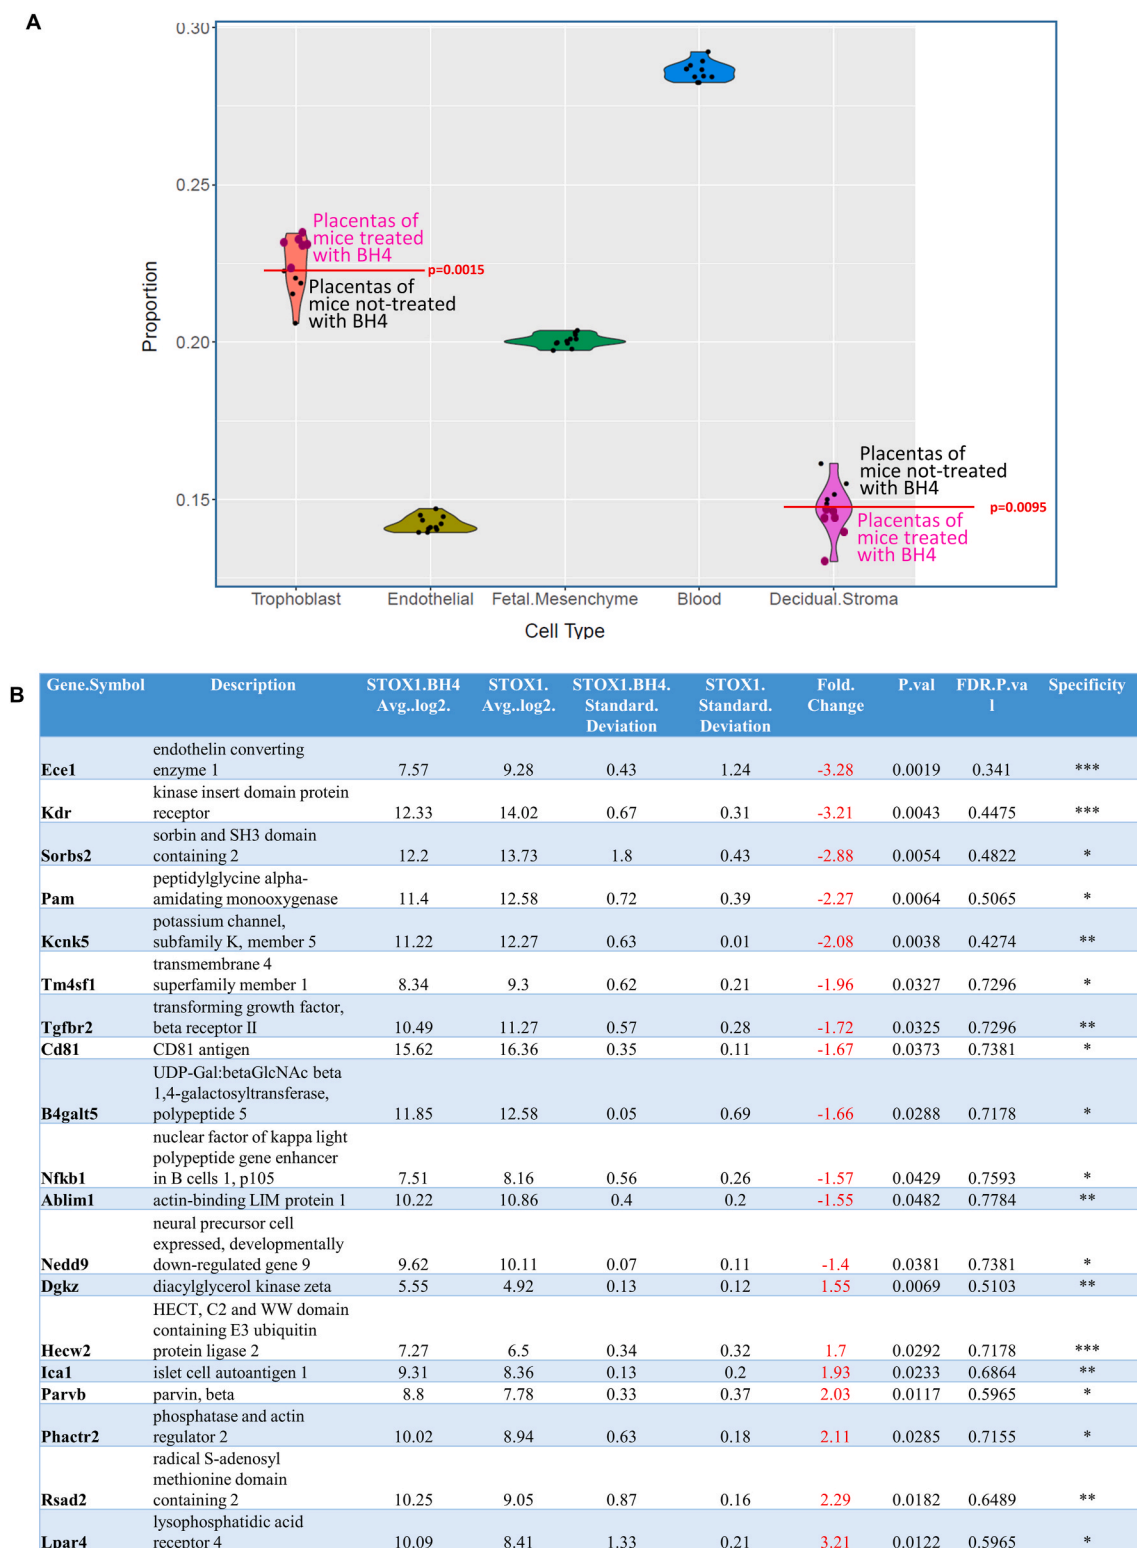 A
0.30
0.25
0.20
0.15
Proportion
Placentas of
mice treated
with BH4
p=0.0015
Placentas of
mice not-treated
with BH4
Placentas of
mice not-treated
with BH4
p=0.0095
Placentas of
mice treated
with BH4
Trophoblast Endothelial Fetal.Mesenchyme Blood Decidual.Stroma
Cell Type
B
Gene.Symbol Description STOX1.BH4 STOX1. STOX1.BH4. STOX1. Fold. P.val FDR.P.va Specificity
Avg..log2. Avg..log2. Standard. Standard. Change l
Deviation Deviation
endothelin converting
Ece1 enzyme 1 7.57 9.28 0.43 1.24 -3.28 0.0019 0.341 ***
kinase insert domain protein
Kdr receptor 12.33 14.02 0.67 0.31 -3.21 0.0043 0.4475 ***
sorbin and SH3 domain
Sorbs2 containing 2 12.2 13.73 1.8 0.43 -2.88 0.0054 0.4822 *
peptidylglycine alpha-
Pam amidating monooxygenase 11.4 12.58 0.72 0.39 -2.27 0.0064 0.5065 *
potassium channel,
Kcnk5 subfamily K, member 5 11.22 12.27 0.63 0.01 -2.08 0.0038 0.4274 **
transmembrane 4
Tm4sf1 superfamily member 1 8.34 9.3 0.62 0.21 -1.96 0.0327 0.7296 *
transforming growth factor,
Tgfbr2 beta receptor II 10.49 11.27 0.57 0.28 -1.72 0.0325 0.7296 **
Cd81 CD81 antigen 15.62 16.36 0.35 0.11 -1.67 0.0373 0.7381 *
UDP-Gal:betaGlcNAc beta
1,4-galactosyltransferase,
B4galt5 polypeptide 5 11.85 12.58 0.05 0.69 -1.66 0.0288 0.7178 *
nuclear factor of kappa light
polypeptide gene enhancer
Nfkb1 in B cells 1, p105 7.51 8.16 0.56 0.26 -1.57 0.0429 0.7593 *
Ablim1 actin-binding LIM protein 1 10.22 10.86 0.4 0.2 -1.55 0.0482 0.7784 **
neural precursor cell
expressed, developmentally
Nedd9 down-regulated gene 9 9.62 10.11 0.07 0.11 -1.4 0.0381 0.7381 *
Dgkz diacylglycerol kinase zeta 5.55 4.92 0.13 0.12 1.55 0.0069 0.5103 **
HECT, C2 and WW domain
containing E3 ubiquitin
Hecw2 protein ligase 2 7.27 6.5 0.34 0.32 1.7 0.0292 0.7178 ***
Ica1 islet cell autoantigen 1 9.31 8.36 0.13 0.2 1.93 0.0233 0.6864 **
Parvb parvin, beta 8.8 7.78 0.33 0.37 2.03 0.0117 0.5965 *
phosphatase and actin
Phactr2 regulator 2 10.02 8.94 0.63 0.18 2.11 0.0285 0.7155 *
radical S-adenosyl
methionine domain
Rsad2 containing 2 10.25 9.05 0.87 0.16 2.29 0.0182 0.6489 **
lysophosphatidic acid
Lpar4 receptor 4 10.09 8.41 1.33 0.21 3.21 0.0122 0.5965 *